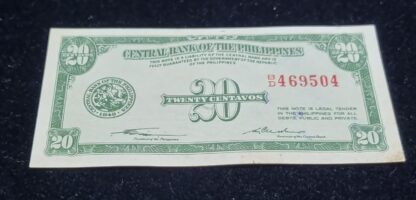 20
20
CENTRAL BANK OF THE PHILIPPINES
THIS NOTE IS A LIABILITY OF THE CENTRAL BANK AND IS
FULLY GUARANTEED BY THE GOVERNMENT OF THE REPUBLIC
OF THE PHILIPPINES
B/D 469504
20
TWENTY CENTAVOS
THIS NOTE IS LEGAL TENDER
IN THE PHILIPPINES FOR ALL
DEBTS PUBLIC AND PRIVATE
1949
20
20